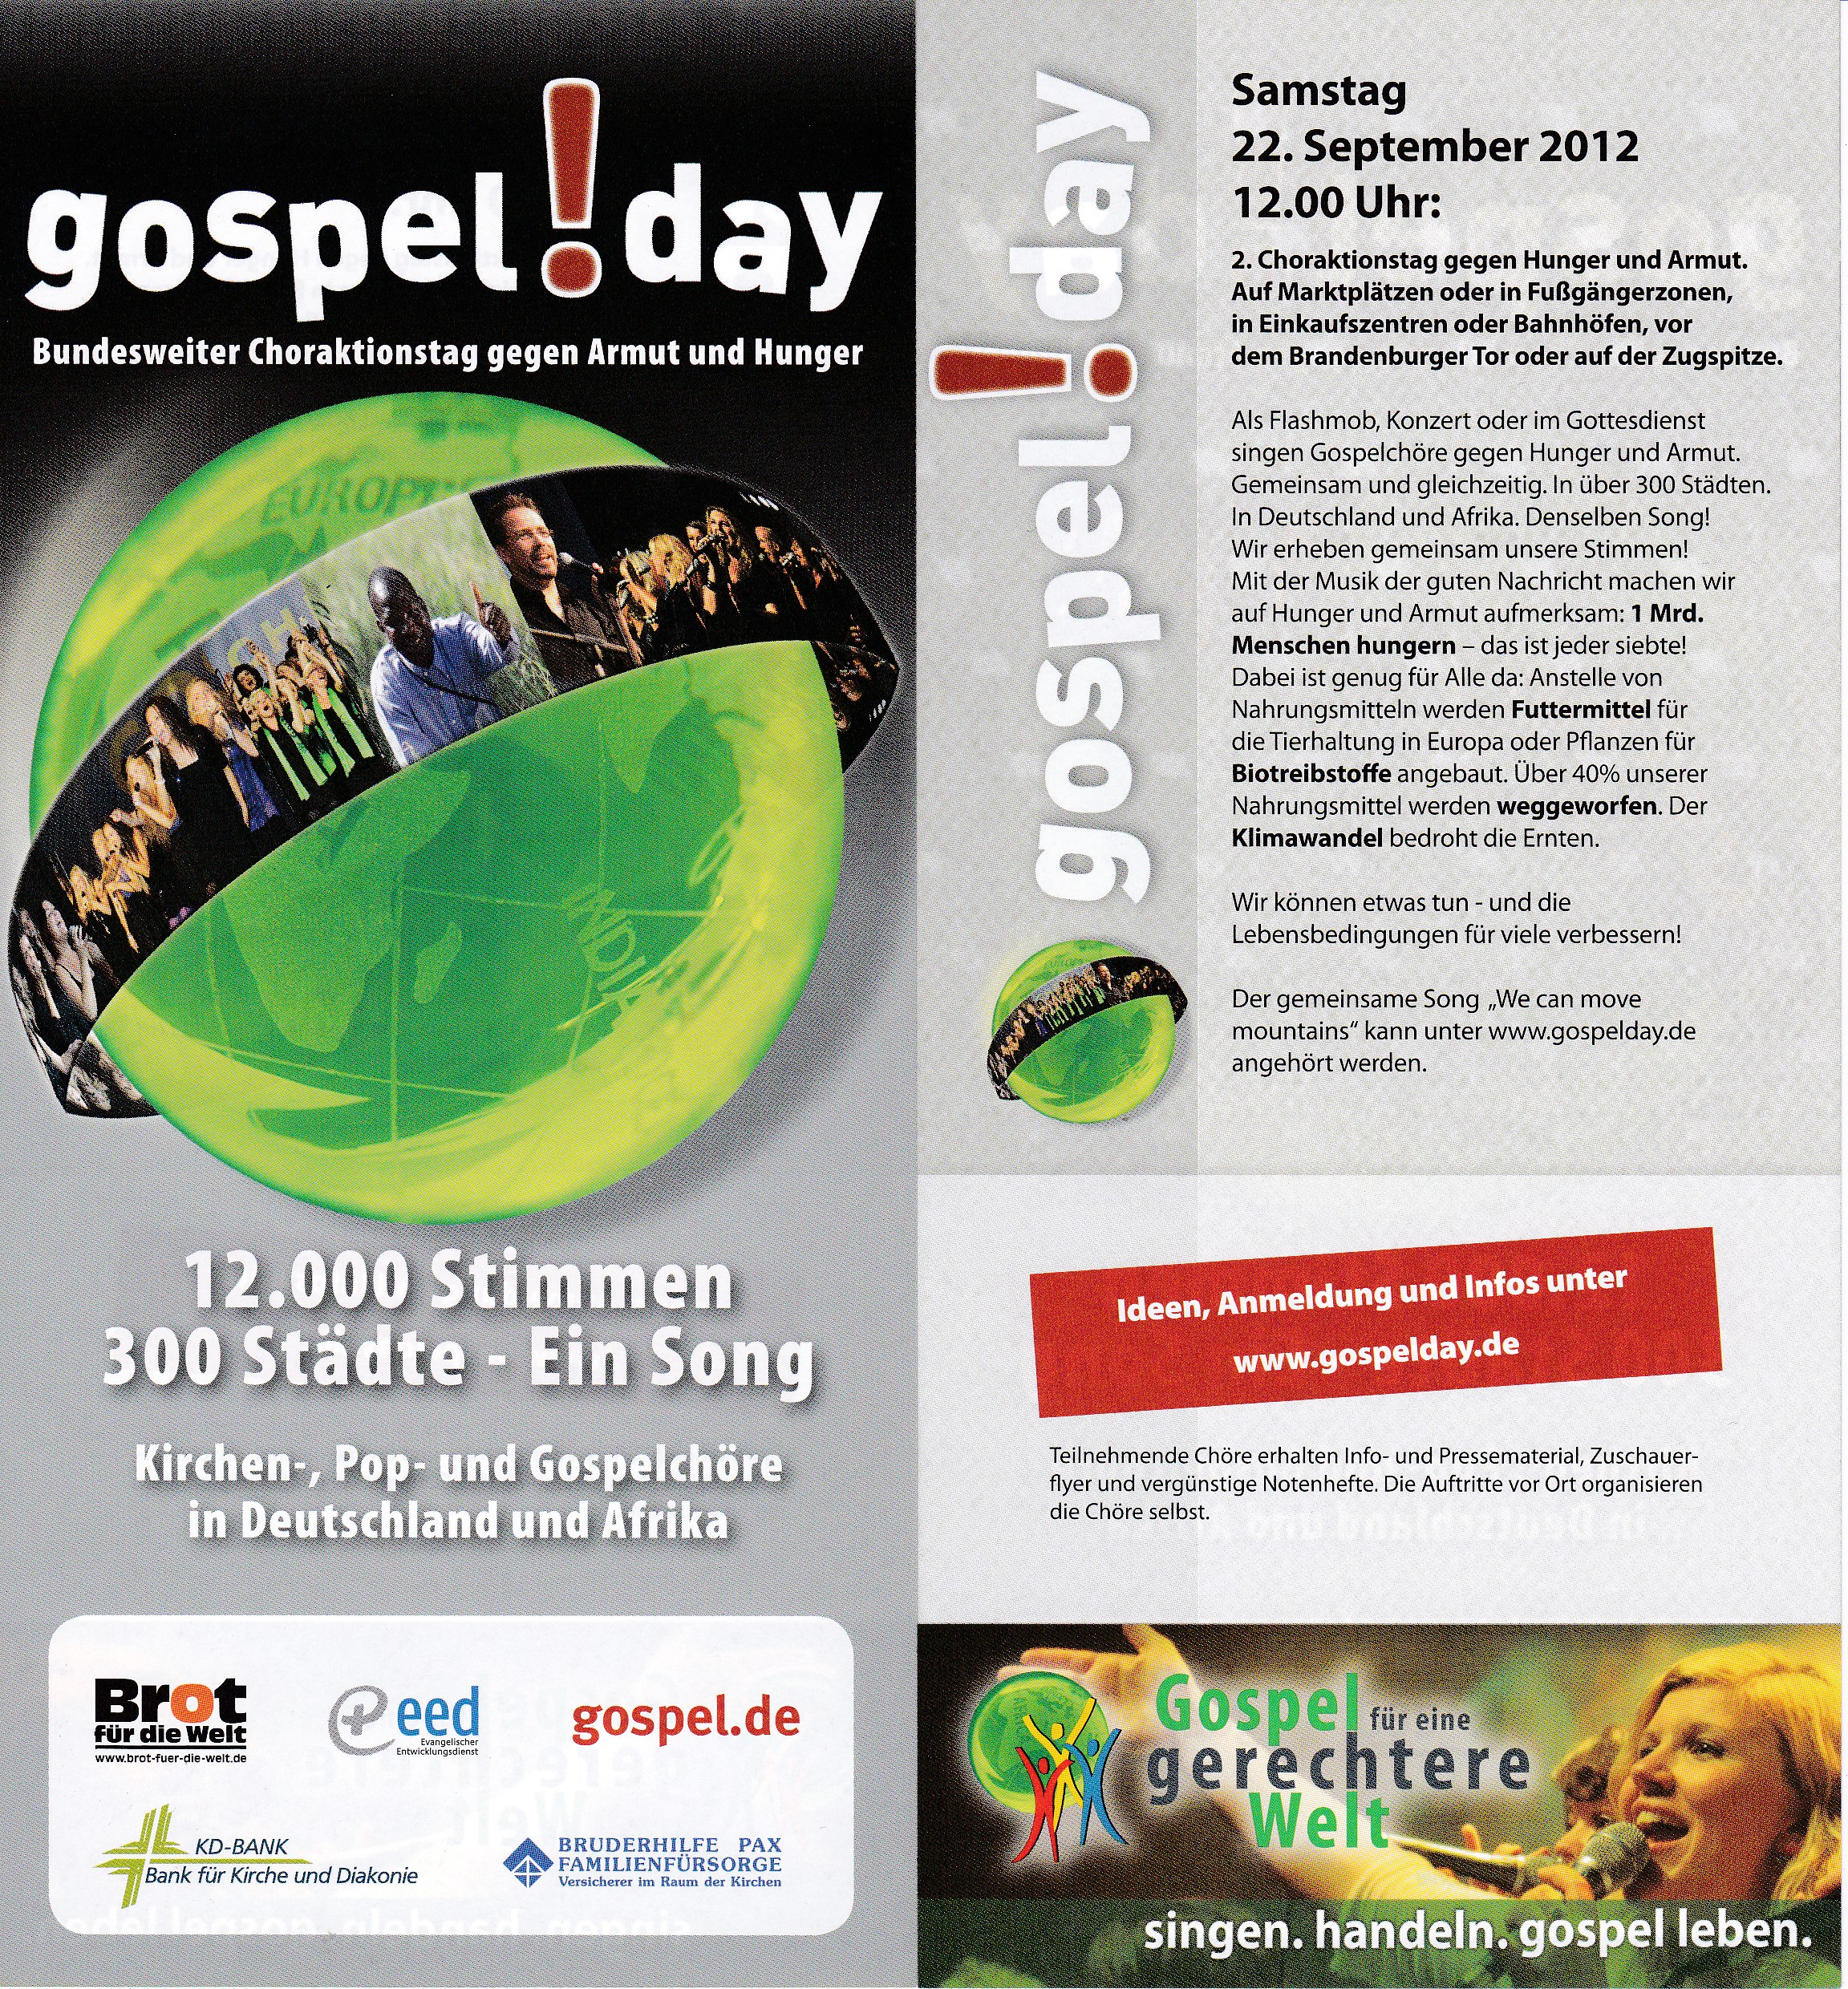 gospel!day
Bundesweiter Choraktionstag gegen Armut und Hunger
EUROPA
INDIA
12.000 Stimmen
300 Städte - Ein Song
Kirchen-, Pop- und Gospelchöre
in Deutschland und Afrika
Brot
für die Welt
www.brot-fuer-die-welt.de
eed
Evangelischer
Entwicklungsdienst
gospel.de
KD-BANK
Bank für Kirche und Diakonie
BRUDERHILFE PAX
FAMILIENFÜRSORGE
Versicherer im Raum der Kirchen
gospel!day
Samstag
22. September 2012
12.00 Uhr:
2. Choraktionstag gegen Hunger und Armut.
Auf Marktplätzen oder in Fußgängerzonen,
in Einkaufszentren oder Bahnhöfen, vor
dem Brandenburger Tor oder auf der Zugspitze.
Als Flashmob, Konzert oder im Gottesdienst
singen Gospelchöre gegen Hunger und Armut.
Gemeinsam und gleichzeitig. In über 300 Städten.
In Deutschland und Afrika. Denselben Song!
Wir erheben gemeinsam unsere Stimmen!
Mit der Musik der guten Nachricht machen wir
auf Hunger und Armut aufmerksam: 1 Mrd.
Menschen hungern – das ist jeder siebte!
Dabei ist genug für Alle da: Anstelle von
Nahrungsmitteln werden Futtermittel für
die Tierhaltung in Europa oder Pflanzen für
Biotreibstoffe angebaut. Über 40% unserer
Nahrungsmittel werden weggeworfen. Der
Klimawandel bedroht die Ernten.
Wir können etwas tun - und die
Lebensbedingungen für viele verbessern!
Der gemeinsame Song „We can move
mountains“ kann unter www.gospelday.de
angehört werden.
Ideen, Anmeldung und Infos unter
www.gospelday.de
Teilnehmende Chöre erhalten Info- und Pressematerial, Zuschauer-
flyer und vergünstige Notenhefte. Die Auftritte vor Ort organisieren
die Chöre selbst.
Gospel für eine
gerechtere
Welt
singen. handeln. gospel leben.